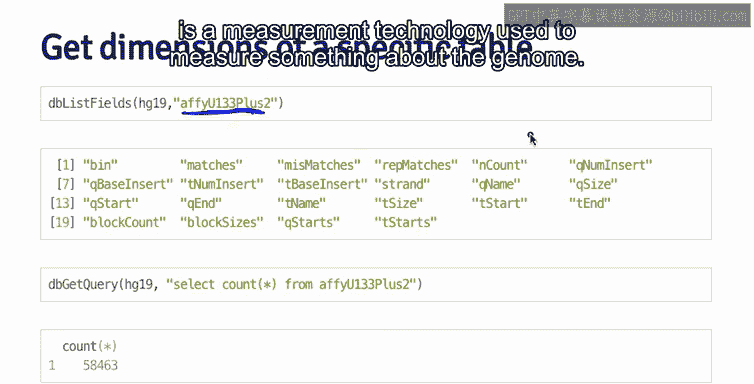 is a measurement technology used to
Get dimensions of a specific table
measure something about the genome.
dbListFields(hg19,"affyU133Plus2")
[1] "bin" "matches" "misMatches" "repMatches" "nCount" "qNumInsert"
[7] "qBaseInsert" "tNumInsert" "tBaseInsert" "strand" "qName" "qSize"
[13] "qStart" "qEnd" "tName" "tSize" "tStart" "tEnd"
[19] "blockCount" "blockSizes" "qStarts" "tStarts"
dbGetQuery(hg19, "select count(*) from affyU133Plus2")
count(*)
1 58463